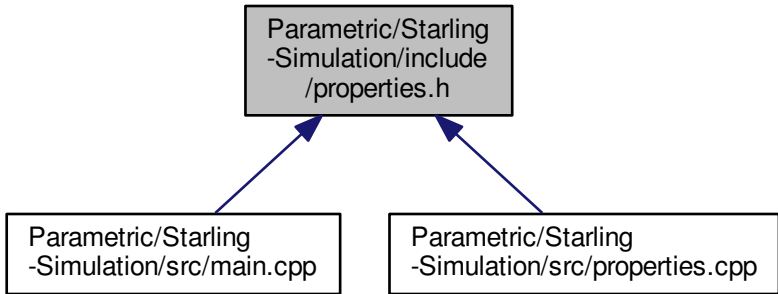 Parametric/Starling
-Simulation/include
/properties.h
Parametric/Starling
-Simulation/src/main.cpp
Parametric/Starling
-Simulation/src/properties.cpp